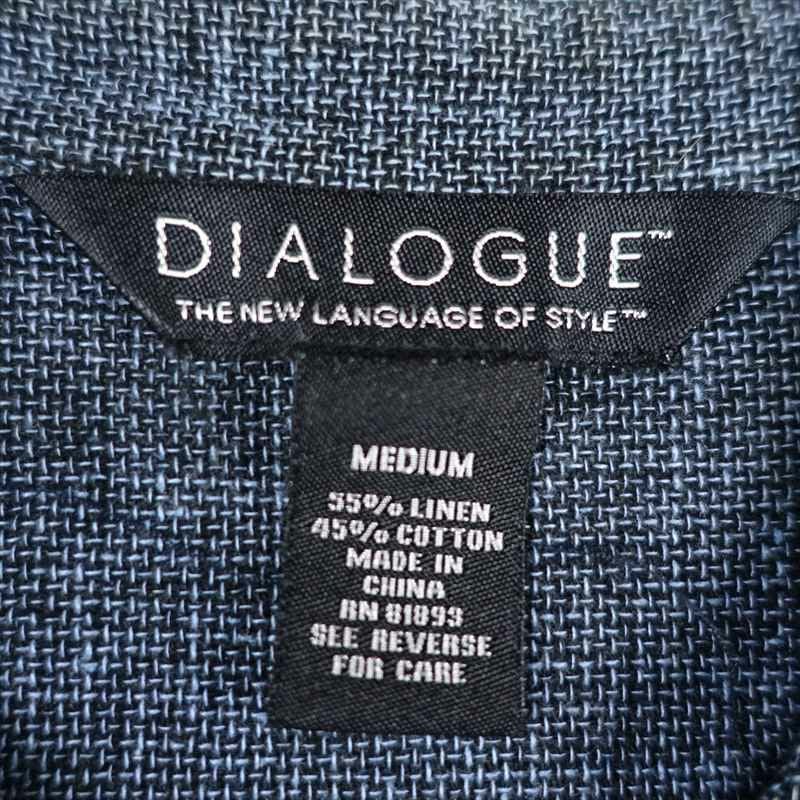 DIALOGUE™
THE NEW LANGUAGE OF STYLE™
MEDIUM
55% LINEN
45% COTTON
MADE IN
CHINA
RN 81893
SEE REVERSE
FOR CARE